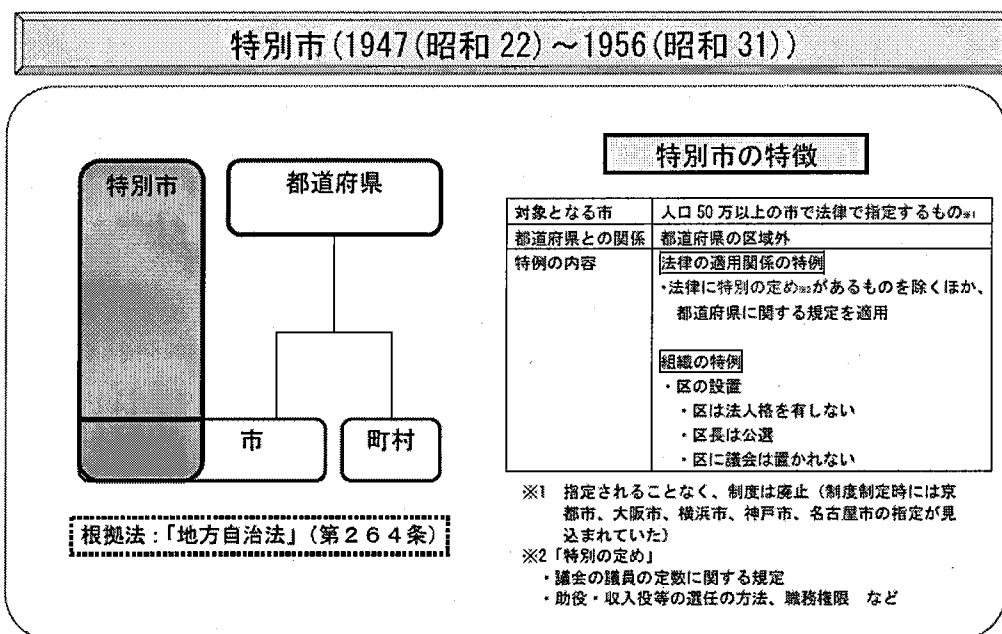 特別市(1947(昭和22)～1956(昭和31))
特別市
都道府県
市
町村
根拠法：「地方自治法」（第２６４条）
特別市の特徴
対象となる市 人口50万以上の市で法律で指定するもの※1
都道府県との関係 都道府県の区域外
特例の内容 法律の適用関係の特例
・法律に特別の定め※2があるものを除くほか、
都道府県に関する規定を適用
組織の特例
・区の設置
・区は法人格を有しない
・区長は公選
・区に議会は置かれない
※1 指定されることなく、制度は廃止（制度制定時には京
都市、大阪市、横浜市、神戸市、名古屋市の指定が見
込まれていた）
※2「特別の定め」
・議会の議員の定数に関する規定
・助役・収入役等の選任の方法、職務権限 など